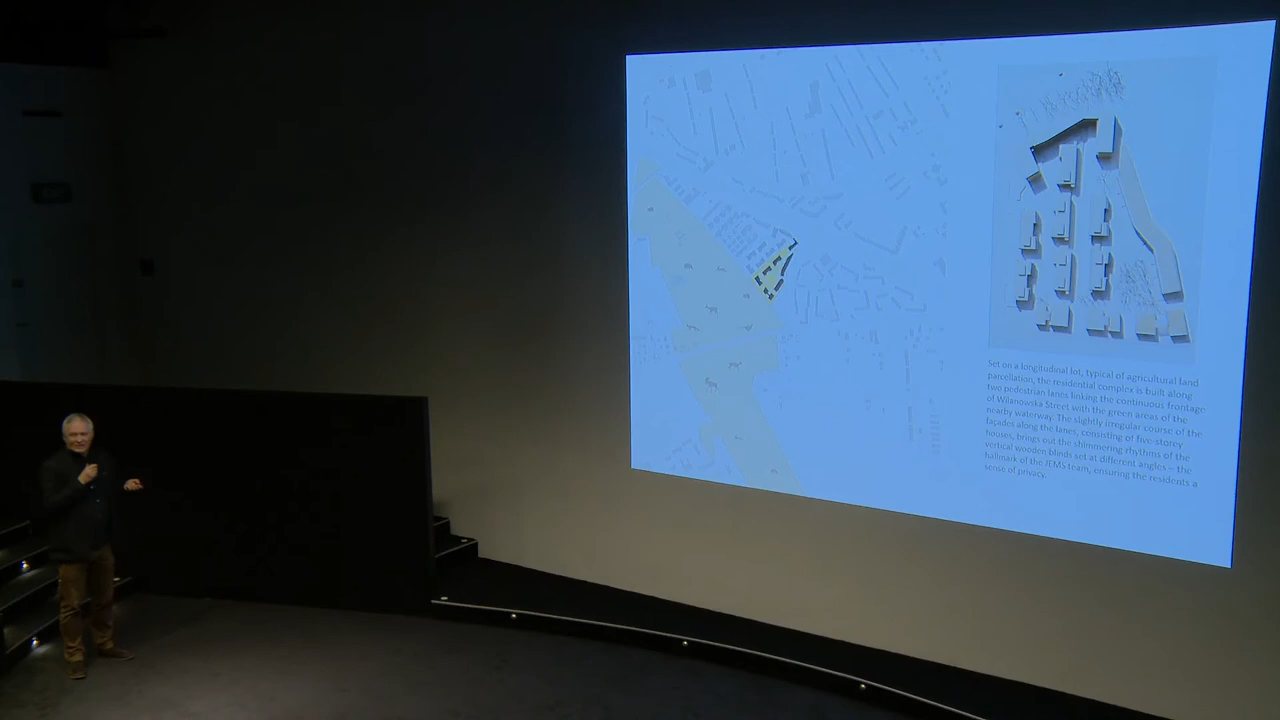 Set on a longitudinal lot, typical of agricultural land
parcellation, the residential complex is built along
two pedestrian lanes linking the continuous frontage
of Wilanowska Street with the green areas of the
nearby waterway. The slightly irregular course of the
façades along the lanes, consisting of five-storey
houses, brings out the shimmering rhythms of the
vertical wooden blinds set at different angles – the
hallmark of the JEMS team, ensuring the residents a
sense of privacy.